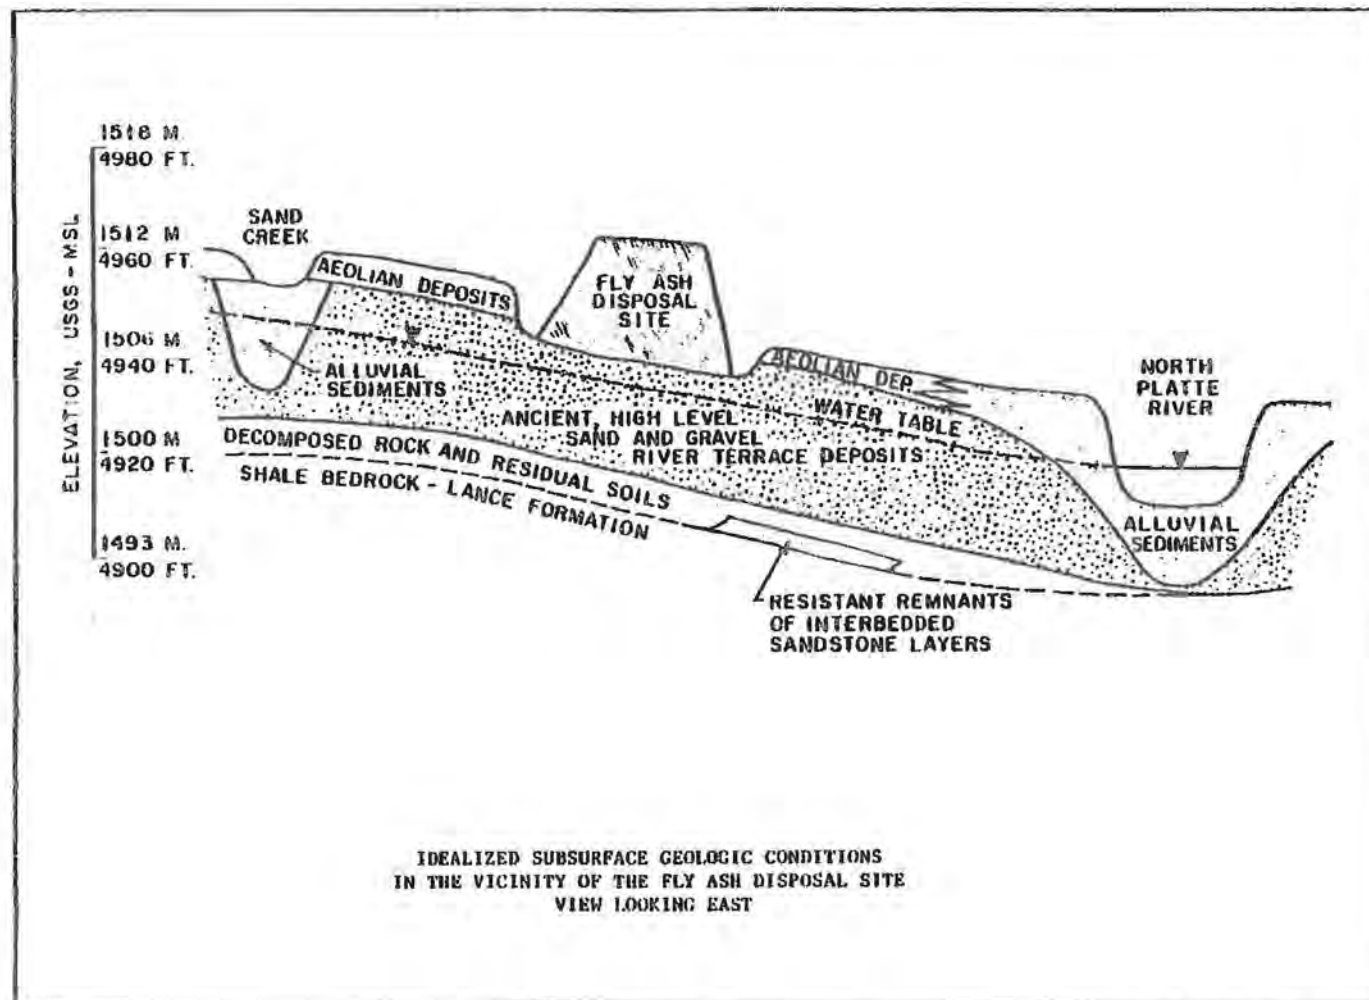 1518 M.
4980 FT.
1512 M
4960 FT.
1506 M.
4940 FT.
1500 M
4920 FT.
1493 M.
4900 FT.
ELEVATION, USGS - MSL
SAND
CREEK
AEOLIAN DEPOSITS
FLY ASH
DISPOSAL
SITE
ALLUVIAL
SEDIMENTS
AEOLIAN DEP.
WATER TABLE
NORTH
PLATTE
RIVER
ANCIENT, HIGH LEVEL
SAND AND GRAVEL
RIVER TERRACE DEPOSITS
DECOMPOSED ROCK AND RESIDUAL SOILS
SHALE BEDROCK - LANCE FORMATION
ALLUVIAL
SEDIMENTS
RESISTANT REMNANTS
OF INTERBEDDED
SANDSTONE LAYERS
IDEALIZED SUBSURFACE GEOLOGIC CONDITIONS
IN THE VICINITY OF THE FLY ASH DISPOSAL SITE
VIEW LOOKING EAST